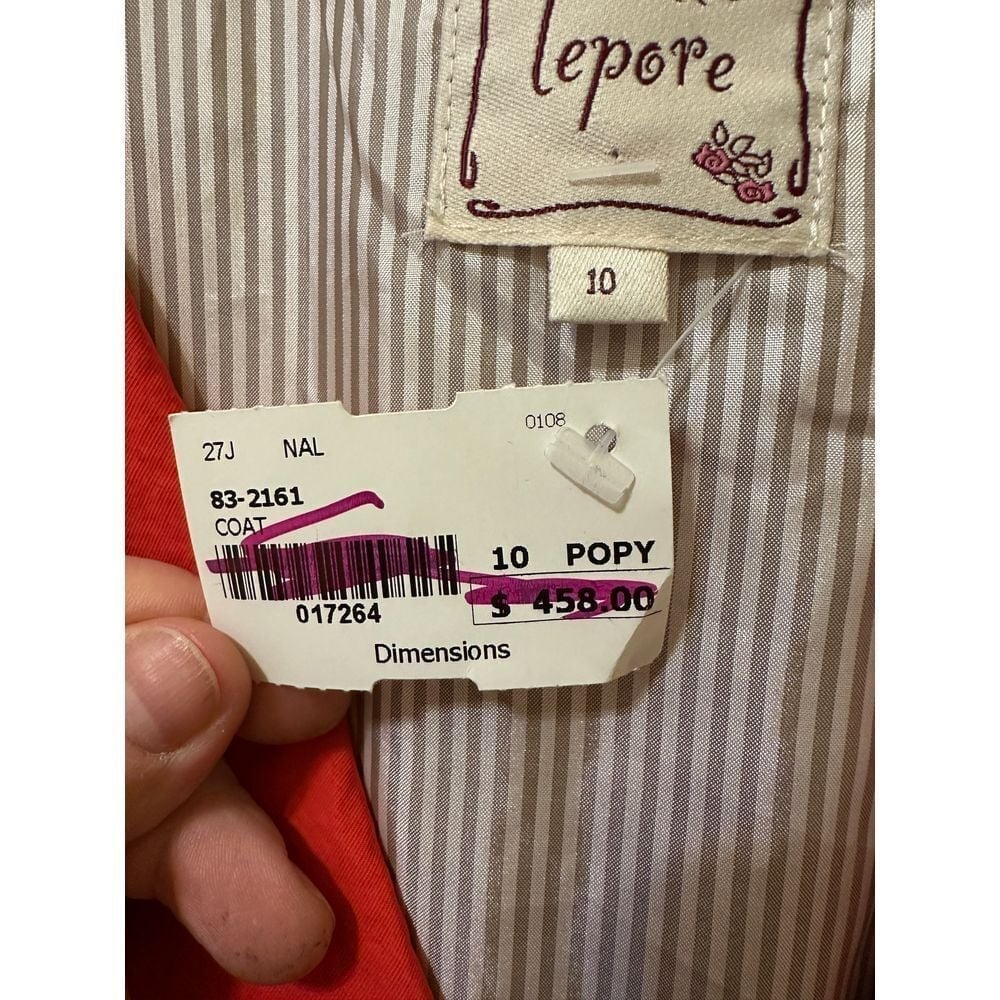 lepore
10
27J NAL 0108
83-2161
COAT
10 POPY
$ 458.00
017264
Dimensions